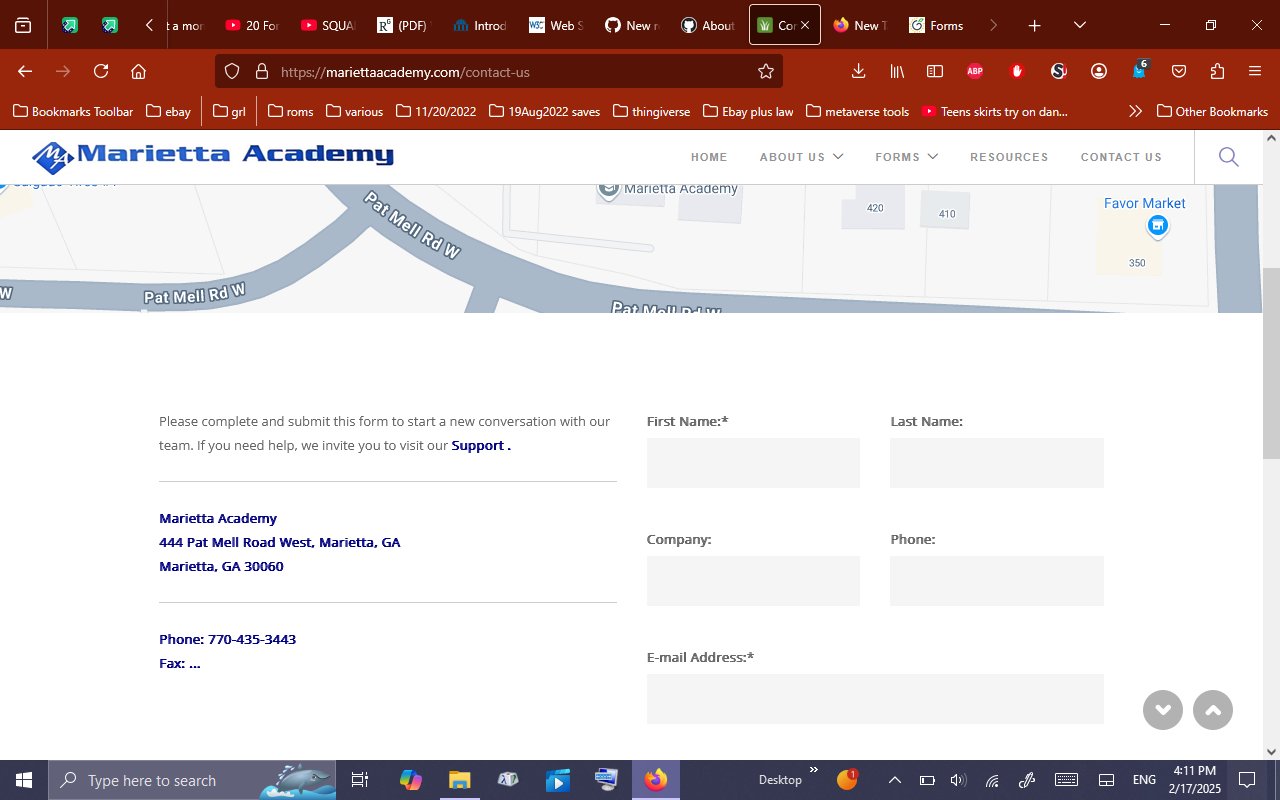 t a mor
20 For
SQUA
(PDF)
Introd
Web S
New r
About
Cor
New T
Forms
https://mariettaacademy.com/contact-us
ABP
6
Bookmarks Toolbar
ebay
grl
roms
various
11/20/2022
19Aug2022 saves
thingiverse
Ebay plus law
metaverse tools
Teens skirts try on dan...
Other Bookmarks
MA Marietta Academy
HOME
ABOUT US
FORMS
RESOURCES
CONTACT US
Marietta Academy
Pat Mell Rd W
420
410
Favor Market
350
W
Pat Mell Rd W
Pat Mell Rd W
Please complete and submit this form to start a new conversation with our
team. If you need help, we invite you to visit our Support .
Marietta Academy
444 Pat Mell Road West, Marietta, GA
Marietta, GA 30060
Phone: 770-435-3443
Fax: ...
First Name:*
Last Name:
Company:
Phone:
E-mail Address:*
Type here to search
Desktop
1
ENG
4:11 PM
2/17/2025